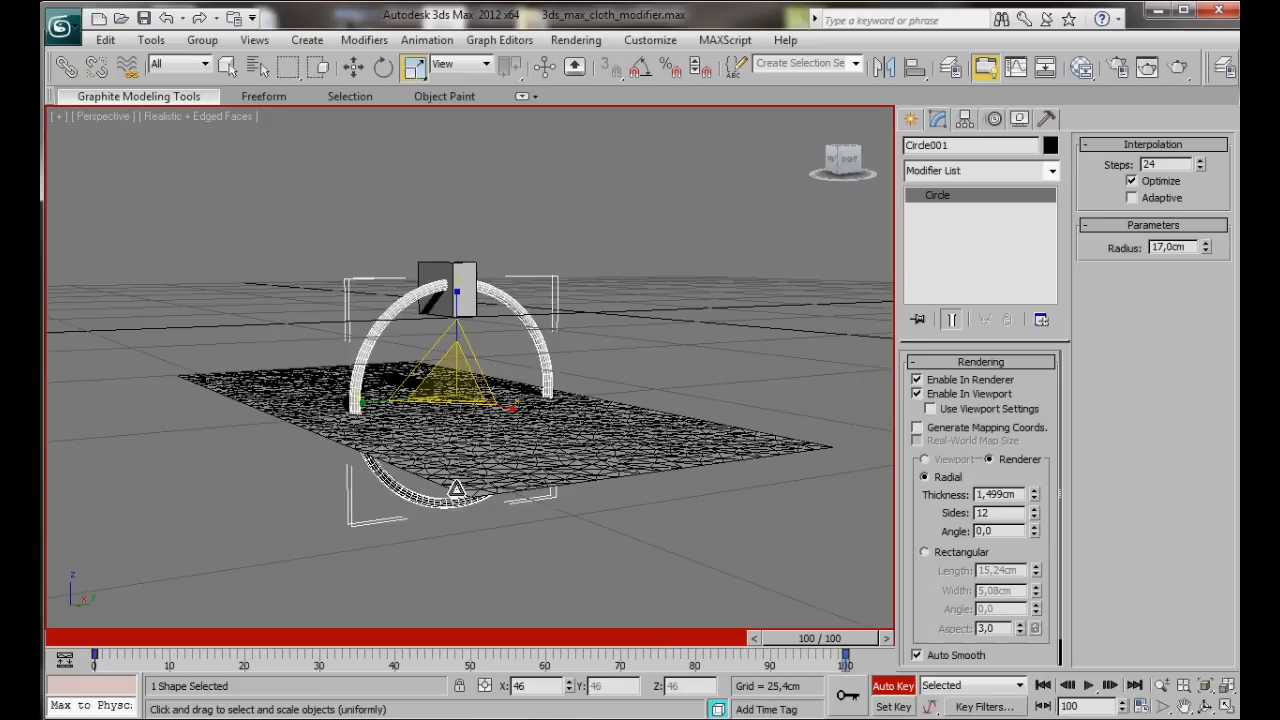 Autodesk 3ds Max 2012 x64 3ds_max_cloth_modifier.max
Type a keyword or phrase
Edit Tools Group Views Create Modifiers Animation Graph Editors Rendering Customize MAXScript Help
All View Create Selection Se
Graphite Modeling Tools Freeform Selection Object Paint
[ + ] [ Perspective ] [ Realistic + Edged Faces ]
RIGHT
Circle001
Modifier List
Circle
- Interpolation
Steps: 24
Optimize
Adaptive
- Parameters
Radius: 17,0cm
- Rendering
Enable In Renderer
Enable In Viewport
Use Viewport Settings
Generate Mapping Coords.
Real-World Map Size
Viewport Renderer
Radial
Thickness: 1,499cm
Sides: 12
Angle: 0,0
Rectangular
Length: 15,24cm
Width: 5,08cm
Angle: 0,0
Aspect: 3,0
Auto Smooth
z
x
< 100 / 100 >
0 10 20 30 40 50 60 70 80 90 100
1 Shape Selected X: 46 Y: 46 Z: 46 Grid = 25,4cm Auto Key Selected
Max to Physc: Click and drag to select and scale objects (uniformly) Add Time Tag Set Key Key Filters... 100